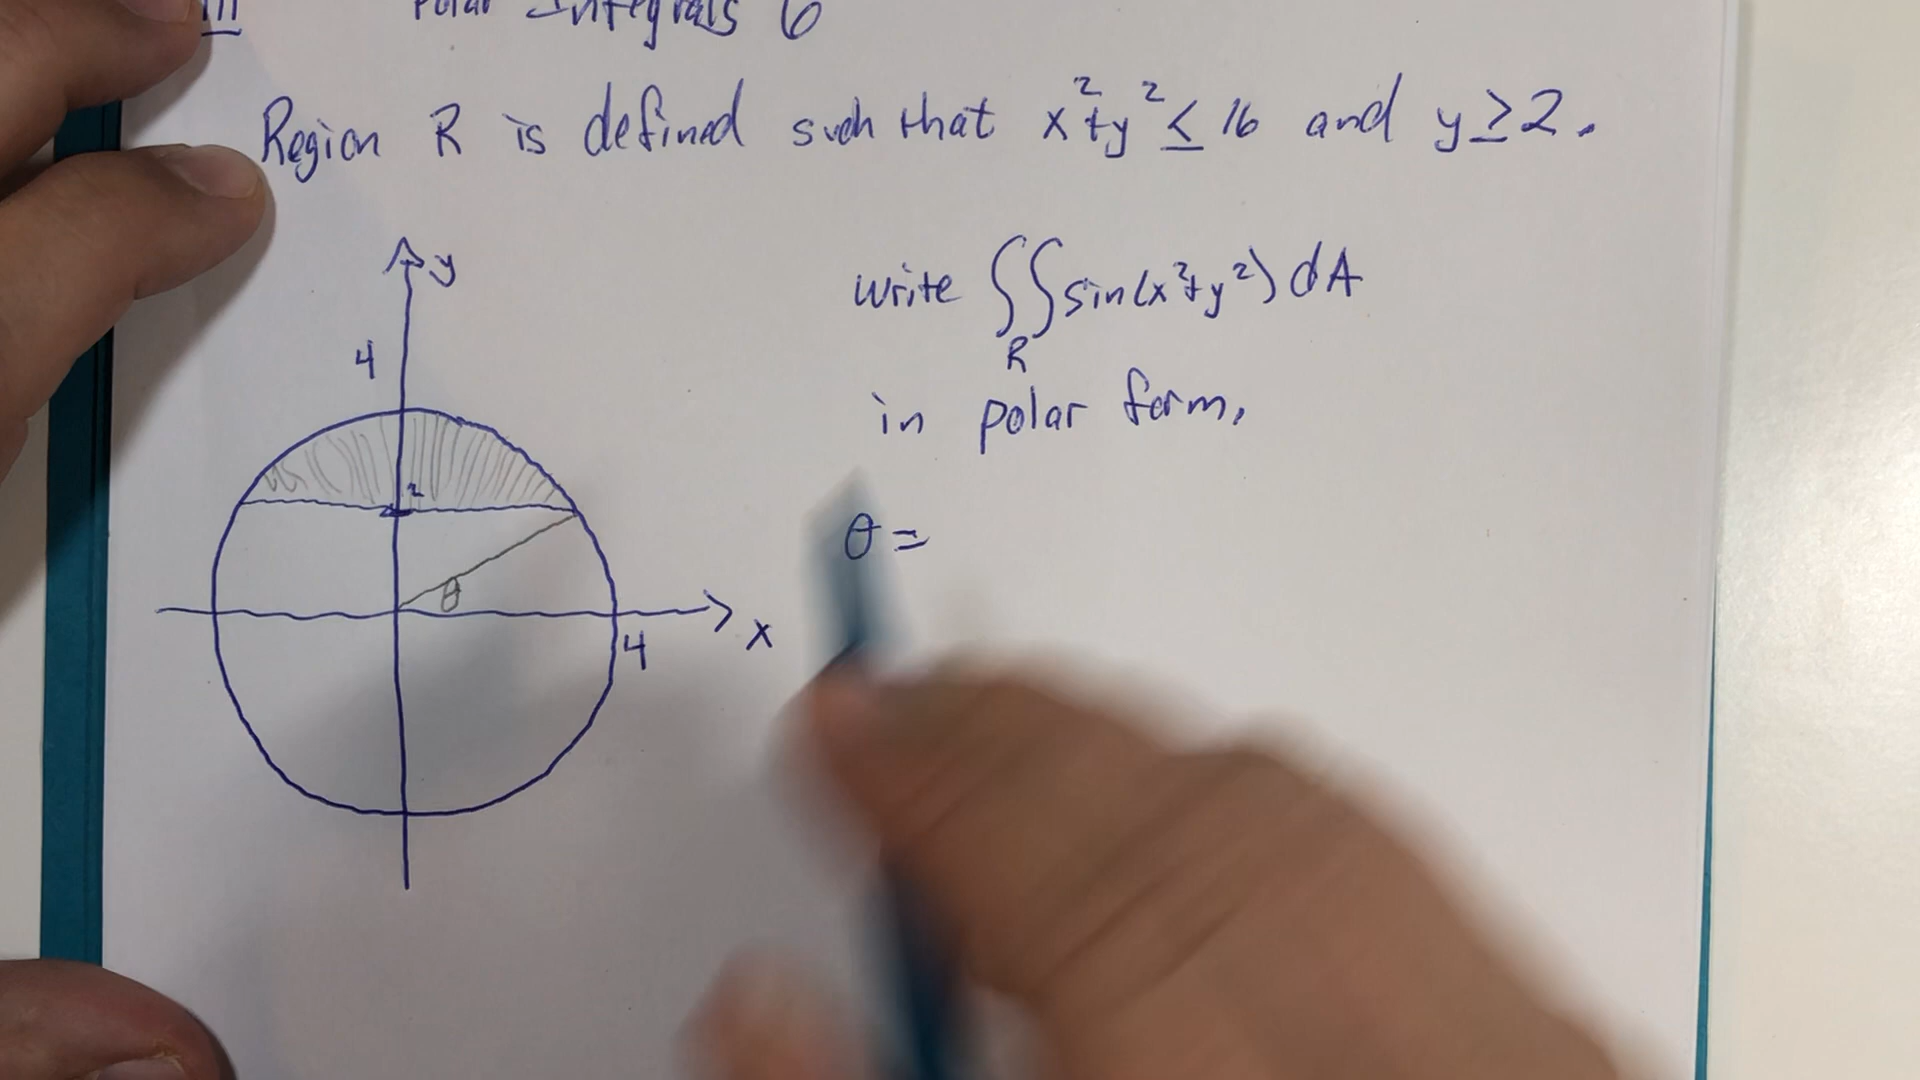 Polar Integrals 6
Region R is defined such that x²+y² ≤ 16 and y≥2.
write ∫∫sin(x²+y²)dA
R
in polar form.
y
4
2
θ
x
4
θ =